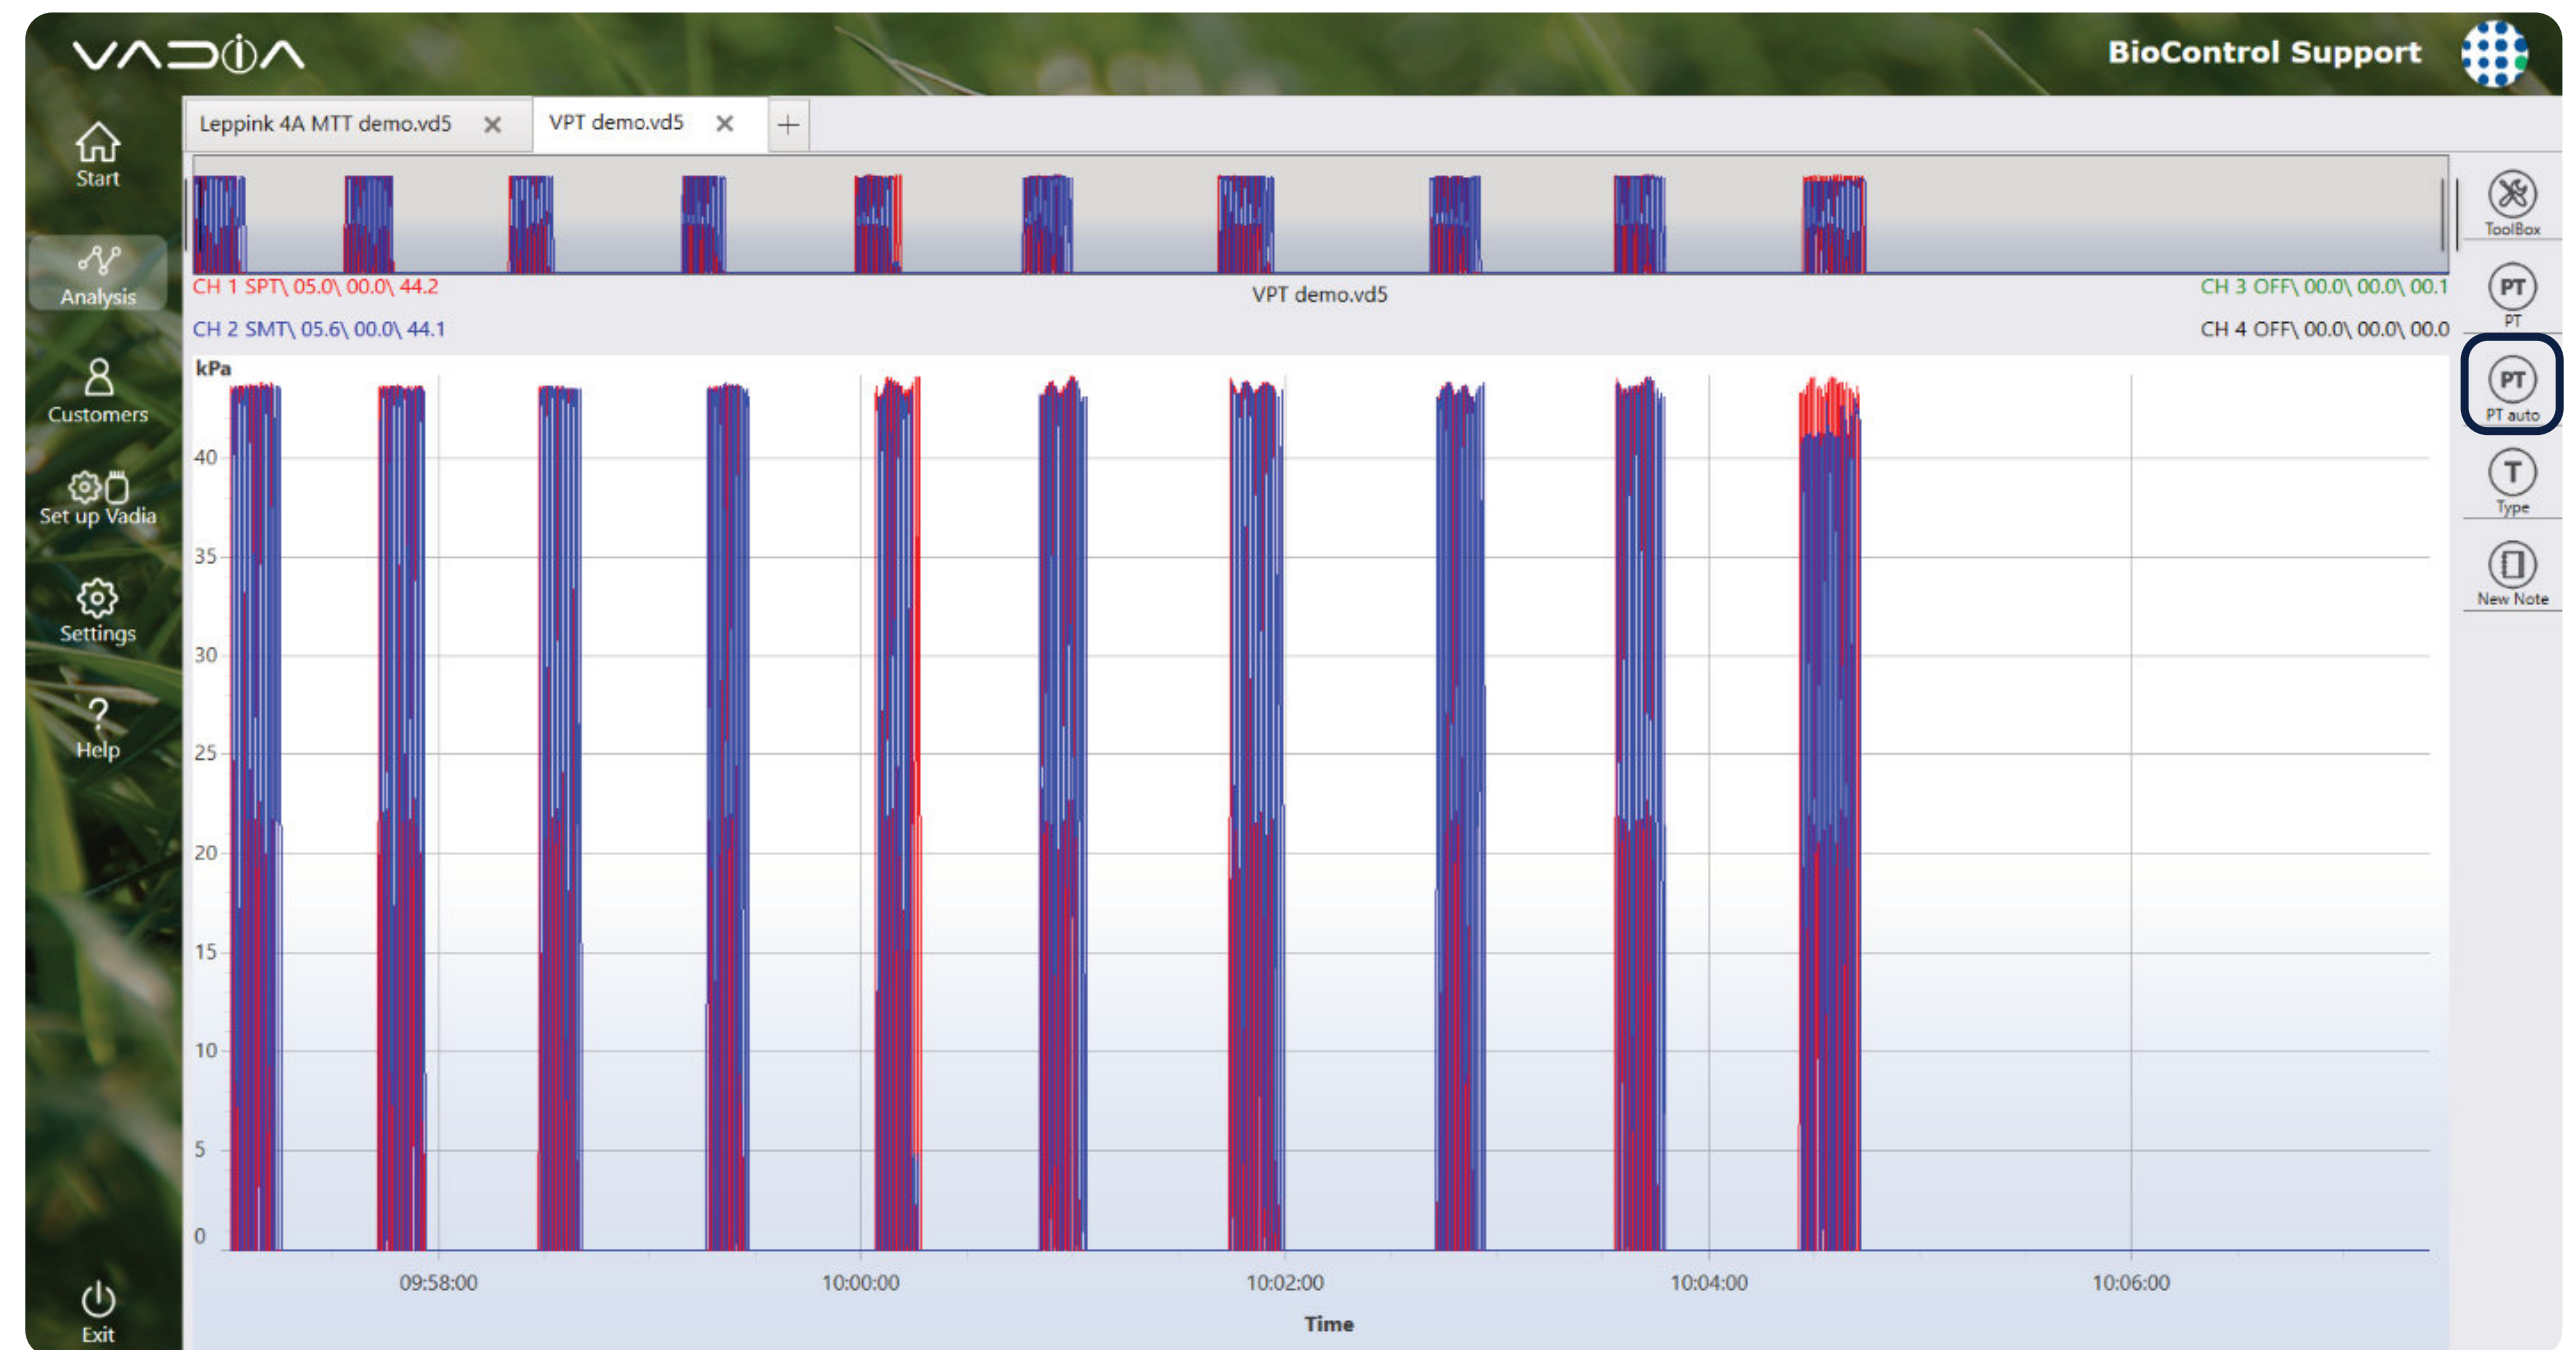 VADIA
BioControl Support
Start
Analysis
Customers
Set up Vadia
Settings
Help
Exit
Leppink 4A MTT demo.vd5
VPT demo.vd5
CH 1 SPT\ 05.0\ 00.0\ 44.2
CH 2 SMT\ 05.6\ 00.0\ 44.1
VPT demo.vd5
CH 3 OFF\ 00.0\ 00.0\ 00.1
CH 4 OFF\ 00.0\ 00.0\ 00.0
kPa
40
35
30
25
20
15
10
5
0
09:58:00
10:00:00
10:02:00
10:04:00
10:06:00
Time
ToolBox
PT
PT
PT
PT auto
T
Type
New Note